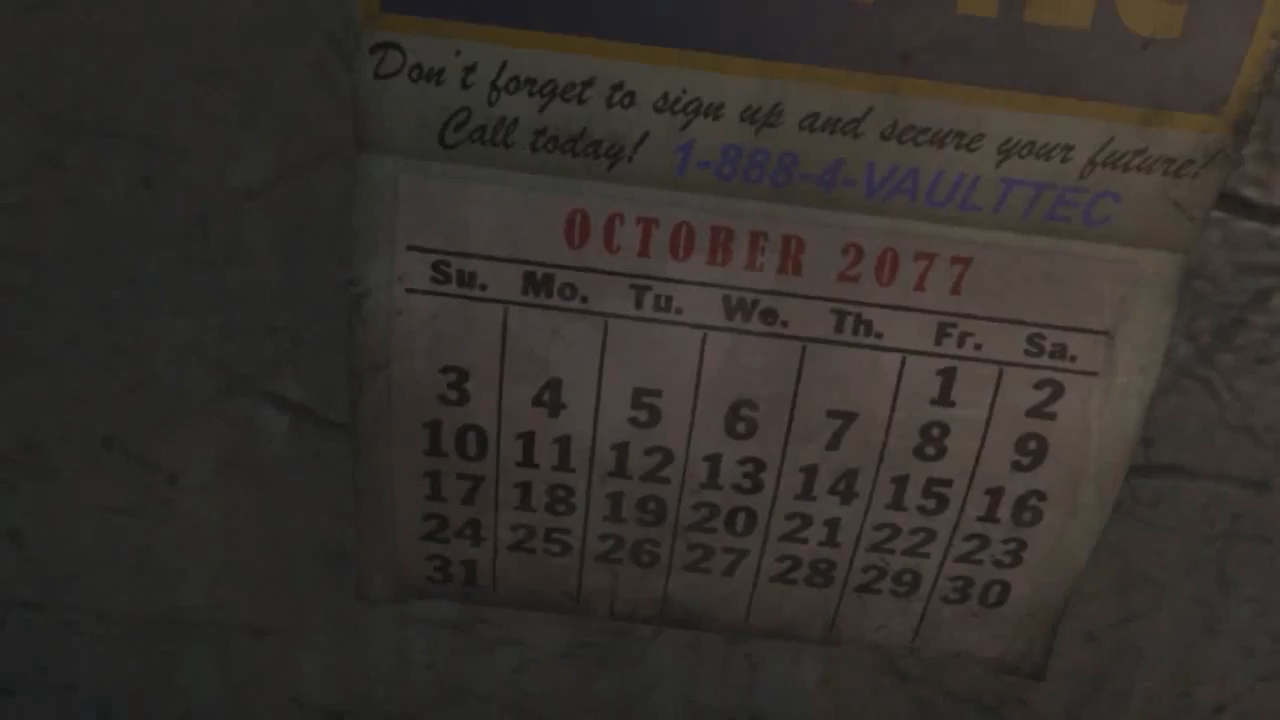 Don't forget to sign up and secure your future!
Call today! 1-888-4-VAULTTEC
OCTOBER 2077
Su. Mo. Tu. We. Th. Fr. Sa.
1 2
3 4 5 6 7 8 9
10 11 12 13 14 15 16
17 18 19 20 21 22 23
24 25 26 27 28 29 30
31